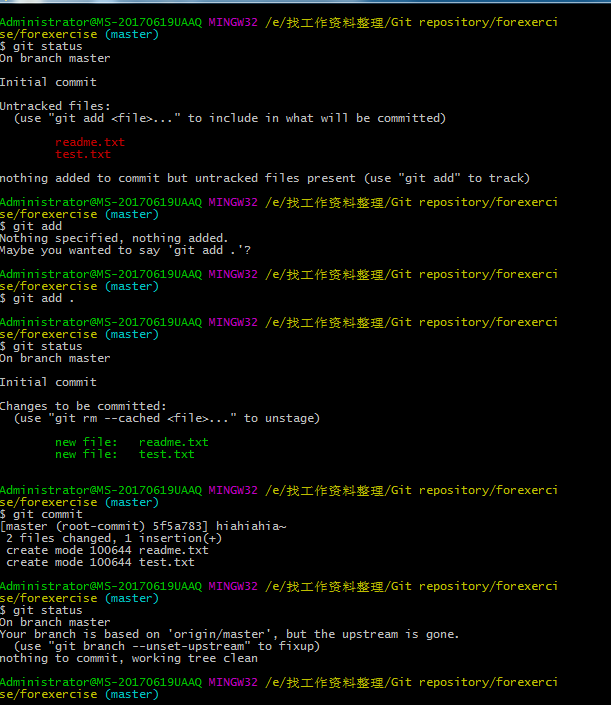 Administrator@MS-20170619UAAQ MINGW32 /e/找工作资料整理/Git repository/forexerci
se/forexercise (master)
$ git status
On branch master
Initial commit
Untracked files:
  (use "git add <file>..." to include in what will be committed)
        readme.txt
        test.txt
nothing added to commit but untracked files present (use "git add" to track)
Administrator@MS-20170619UAAQ MINGW32 /e/找工作资料整理/Git repository/forexerci
se/forexercise (master)
$ git add
Nothing specified, nothing added.
Maybe you wanted to say 'git add .'?
Administrator@MS-20170619UAAQ MINGW32 /e/找工作资料整理/Git repository/forexerci
se/forexercise (master)
$ git add .
Administrator@MS-20170619UAAQ MINGW32 /e/找工作资料整理/Git repository/forexerci
se/forexercise (master)
$ git status
On branch master
Initial commit
Changes to be committed:
  (use "git rm --cached <file>..." to unstage)
        new file:   readme.txt
        new file:   test.txt
Administrator@MS-20170619UAAQ MINGW32 /e/找工作资料整理/Git repository/forexerci
se/forexercise (master)
$ git commit
[master (root-commit) 5f5a783] hiahiahia~
 2 files changed, 1 insertion(+)
 create mode 100644 readme.txt
 create mode 100644 test.txt
Administrator@MS-20170619UAAQ MINGW32 /e/找工作资料整理/Git repository/forexerci
se/forexercise (master)
$ git status
On branch master
Your branch is based on 'origin/master', but the upstream is gone.
  (use "git branch --unset-upstream" to fixup)
nothing to commit, working tree clean
Administrator@MS-20170619UAAQ MINGW32 /e/找工作资料整理/Git repository/forexerci
se/forexercise (master)